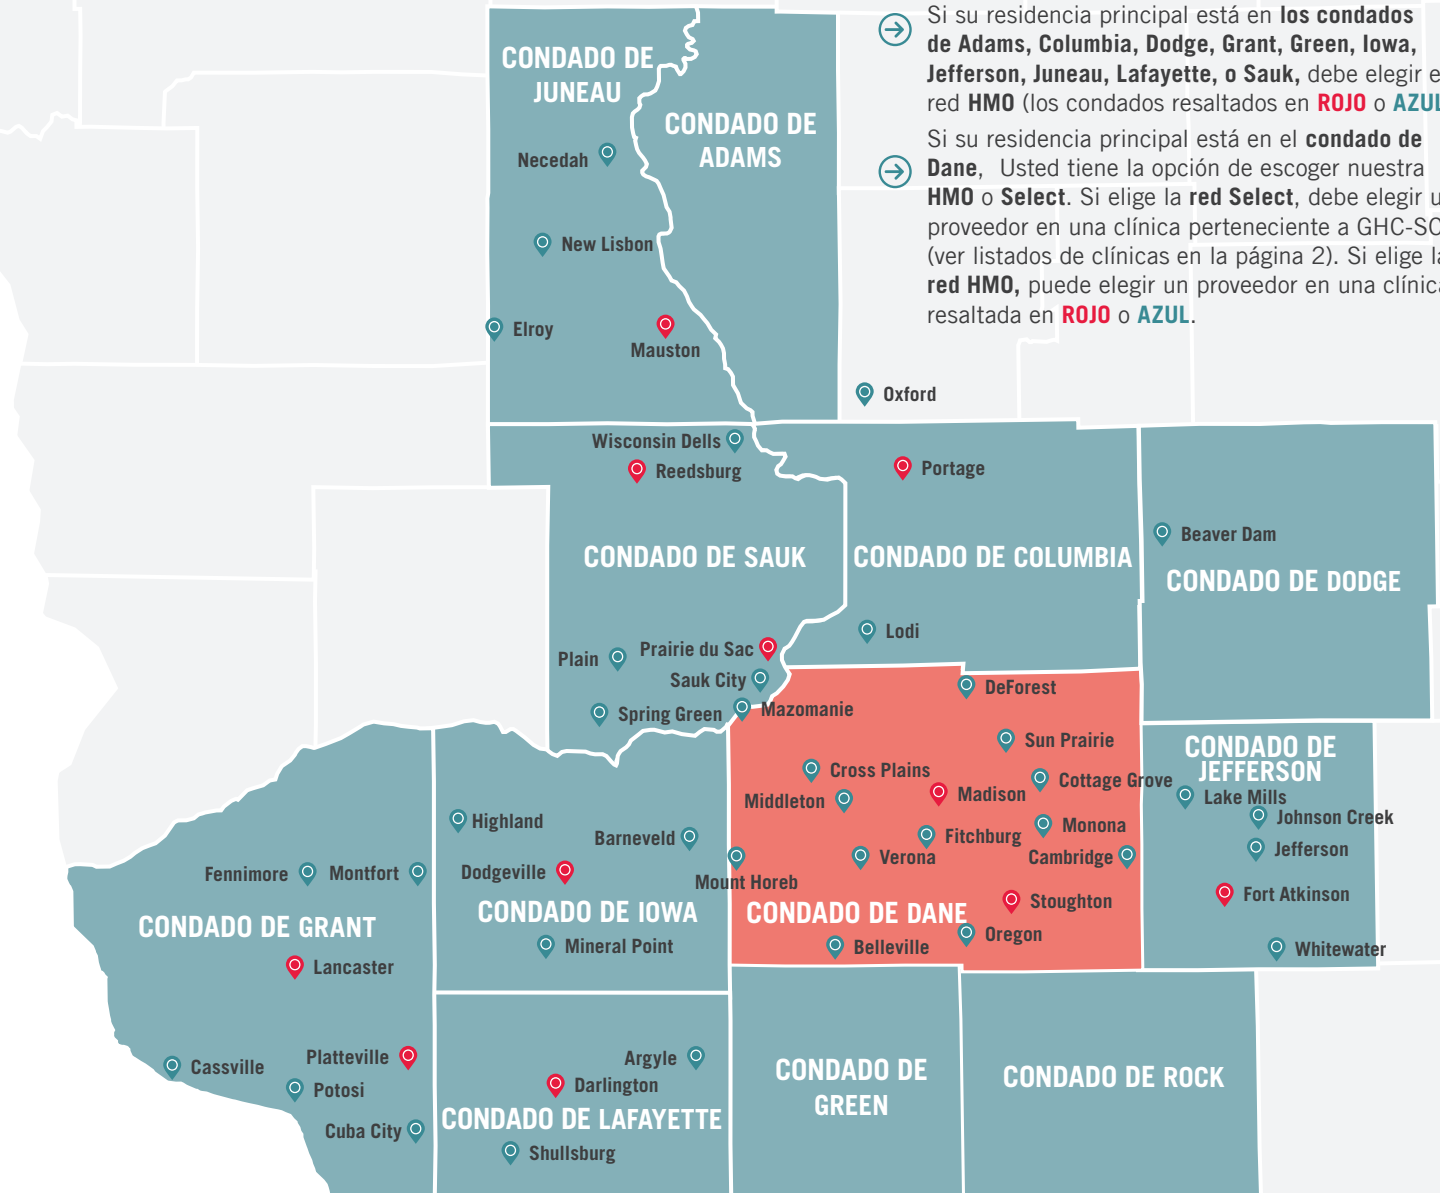 Si su residencia principal está en los condados
de Adams, Columbia, Dodge, Grant, Green, Iowa,
Jefferson, Juneau, Lafayette, o Sauk, debe elegir
red HMO (los condados resaltados en ROJO o AZUL
Si su residencia principal está en el condado de
Dane, Usted tiene la opción de escoger nuestra
HMO o Select. Si elige la red Select, debe elegir
proveedor en una clínica perteneciente a GHC-SC
(ver listados de clínicas en la página 2). Si elige la
red HMO, puede elegir un proveedor en una clínica
resaltada en ROJO o AZUL.
CONDADO DE
JUNEAU
CONDADO DE
ADAMS
Necedah
New Lisbon
Elroy
Mauston
Oxford
Wisconsin Dells
Reedsburg
Portage
Beaver Dam
CONDADO DE SAUK
CONDADO DE COLUMBIA
CONDADO DE DODGE
Lodi
Plain
Prairie du Sac
Sauk City
DeForest
Spring Green
Mazomanie
Sun Prairie
CONDADO DE
JEFFERSON
Cross Plains
Cottage Grove
Middleton
Madison
Lake Mills
Johnson Creek
Highland
Barneveld
Fitchburg
Monona
Jefferson
Verona
Cambridge
Fennimore
Montfort
Dodgeville
Mount Horeb
Fort Atkinson
Stoughton
CONDADO DE GRANT
CONDADO DE IOWA
CONDADO DE DANE
Oregon
Mineral Point
Belleville
Whitewater
Lancaster
Platteville
Cassville
Potosi
Argyle
Darlington
CONDADO DE
GREEN
CONDADO DE ROCK
CONDADO DE LAFAYETTE
Cuba City
Shullsburg